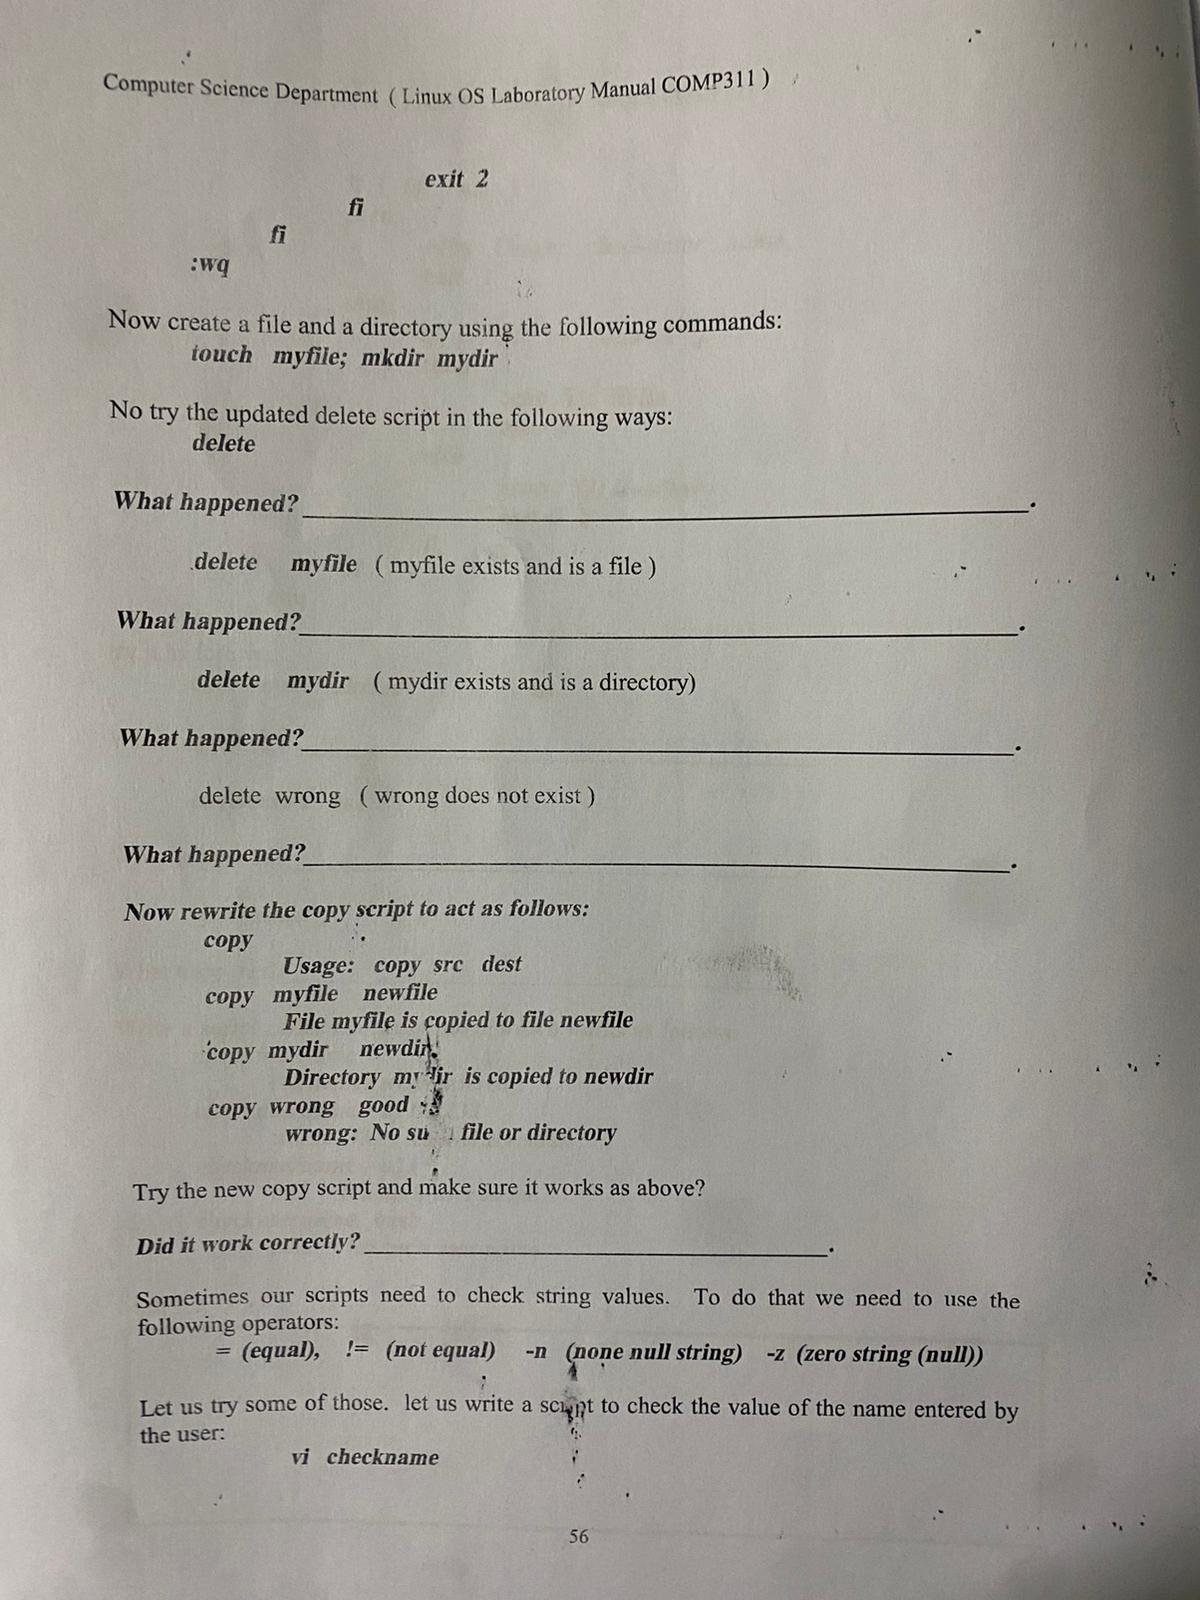 Computer Science Department ( Linux OS Laboratory Manual COMP311 )
exit 2
fi
fi
:wq
Now create a file and a directory using the following commands:
touch myfile; mkdir mydir
No try the updated delete script in the following ways:
delete
What happened?__________.
delete myfile ( myfile exists and is a file )
What happened?__________.
delete mydir ( mydir exists and is a directory)
What happened?__________.
delete wrong ( wrong does not exist )
What happened?__________.
Now rewrite the copy script to act as follows:
copy
Usage: copy src dest
copy myfile newfile
File myfile is copied to file newfile
copy mydir newdir
Directory mydir is copied to newdir
copy wrong good
wrong: No su file or directory
Try the new copy script and make sure it works as above?
Did it work correctly?__________.
Sometimes our scripts need to check string values. To do that we need to use the
following operators:
= (equal), != (not equal) -n (none null string) -z (zero string (null))
Let us try some of those. let us write a script to check the value of the name entered by
the user:
vi checkname
56